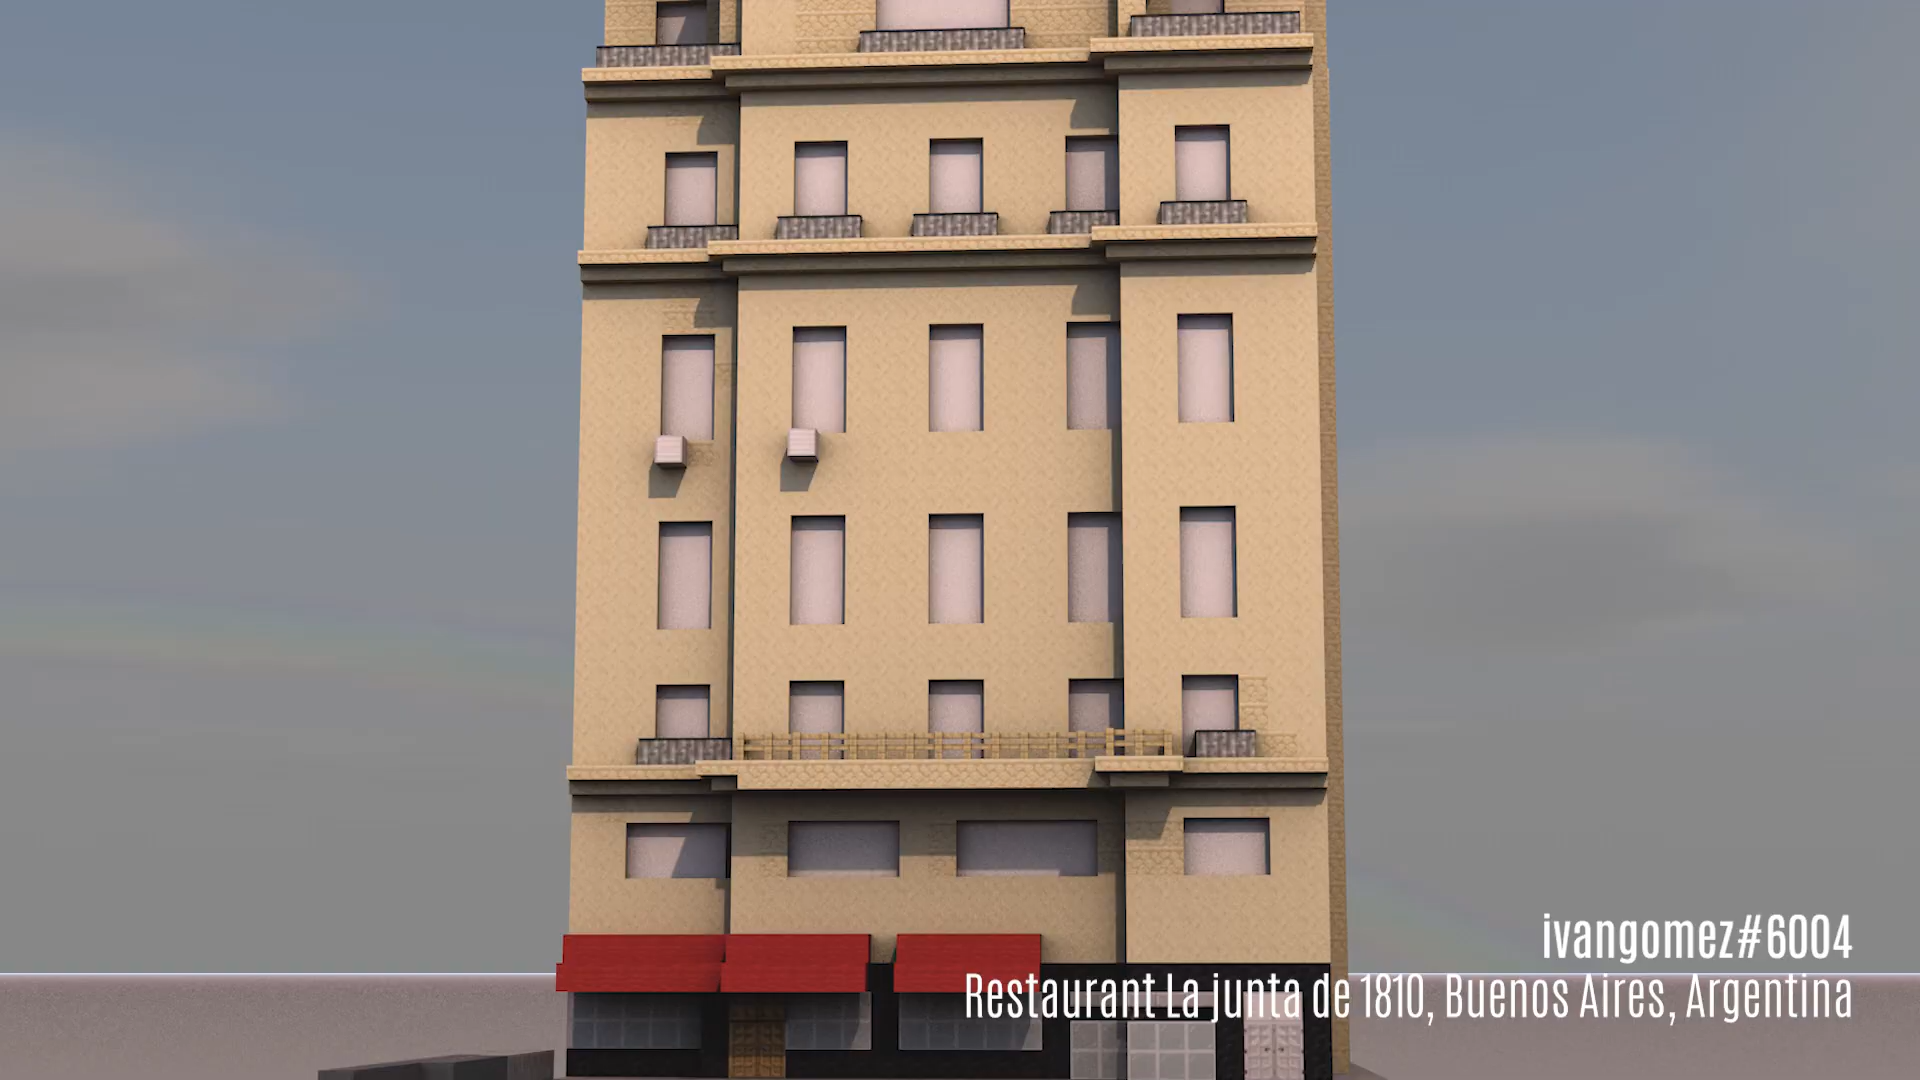 ivangomez#6004
Restaurant La junta de 1810, Buenos Aires, Argentina